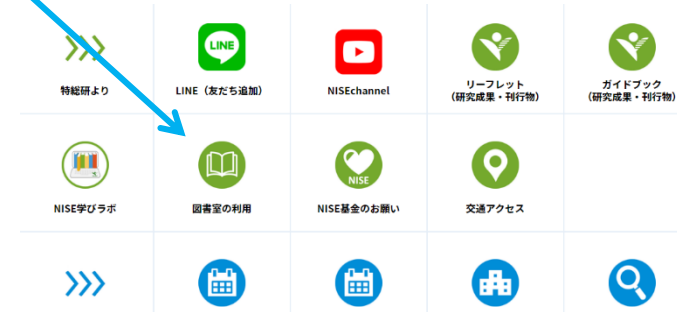 LINE
特総研より
LINE（友だち追加）
NISEchannel
リーフレット
（研究成果・刊行物）
ガイドブック
（研究成果・刊行物）
NISE
NISE学びラボ
図書室の利用
NISE基金のお願い
交通アクセス